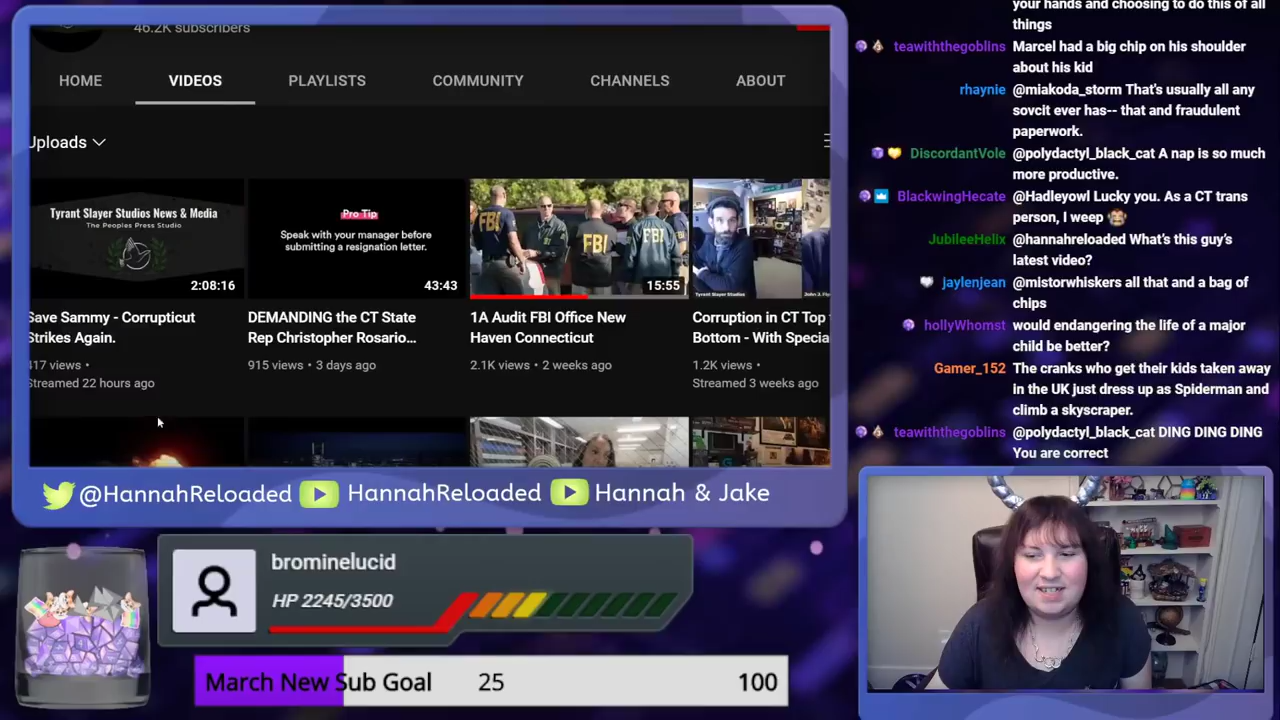 46.2K subscribers
HOME VIDEOS PLAYLISTS COMMUNITY CHANNELS ABOUT
Uploads
Tyrant Slayer Studios News & Media
The Peoples Press Studio
2:08:16
Pro Tip
Speak with your manager before
submitting a resignation letter.
43:43
FBI
FBI
FBI
15:55
Tyrant Slayer Studios
Save Sammy - Corrupticut
Strikes Again.
417 views •
Streamed 22 hours ago
DEMANDING the CT State
Rep Christopher Rosario...
915 views • 3 days ago
1A Audit FBI Office New
Haven Connecticut
2.1K views • 2 weeks ago
Corruption in CT Top
Bottom - With Specia
1.2K views •
Streamed 3 weeks ago
@HannahReloaded HannahReloaded Hannah & Jake
brominelucid
HP 2245/3500
March New Sub Goal 25 100
your hands and choosing to do this of all
things
teawiththegoblins Marcel had a big chip on his shoulder
about his kid
rhaynie @miakoda_storm That's usually all any
sovcit ever has-- that and fraudulent
paperwork.
DiscordantVole @polydactyl_black_cat A nap is so much
more productive.
BlackwingHecate @Hadleyowl Lucky you. As a CT trans
person, I weep
JubileeHelix @hannahreloaded What's this guy's
latest video?
jaylenjean @mistorwhiskers all that and a bag of
chips
hollyWhomst would endangering the life of a major
child be better?
Gamer_152 The cranks who get their kids taken away
in the UK just dress up as Spiderman and
climb a skyscraper.
teawiththegoblins @polydactyl_black_cat DING DING DING
You are correct